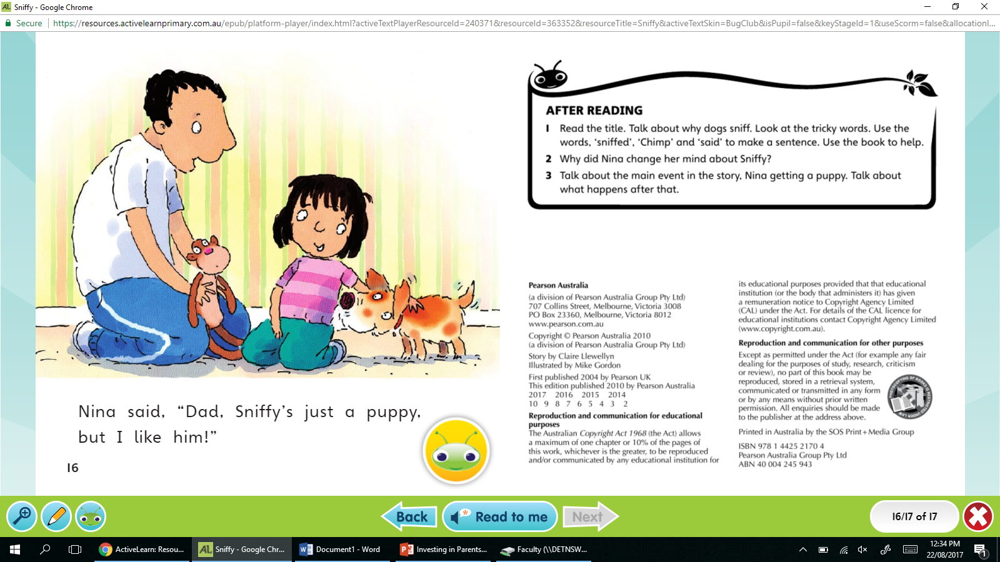 Sniffy - Google Chrome
Secure
https://resources.activelearnprimary.com.au/epub/platform-player/index.html?activeTextPlayerResourceId=240371&resourceId=363352&resourceTitle=Sniffy&activeTextSkin=BugClub&isPupil=false&keyStageId=1&useScorm=false&allocationI...
Nina said, “Dad, Sniffy’s just a puppy,
but I like him!”
16
AFTER READING
1 Read the title. Talk about why dogs sniff. Look at the tricky words. Use the
words, ‘sniffed’, ‘Chimp’ and ‘said’ to make a sentence. Use the book to help.
2 Why did Nina change her mind about Sniffy?
3 Talk about the main event in the story, Nina getting a puppy. Talk about
what happens after that.
Pearson Australia
(a division of Pearson Australia Group Pty Ltd)
707 Collins Street, Melbourne, Victoria 3008
PO Box 23360, Melbourne, Victoria 8012
www.pearson.com.au
Copyright © Pearson Australia 2010
(a division of Pearson Australia Group Pty Ltd)
Story by Claire Llewellyn
Illustrated by Mike Gordon
First published 2004 by Pearson UK
This edition published 2010 by Pearson Australia
2017 2016 2015 2014
10 9 8 7 6 5 4 3 2
Reproduction and communication for educational
purposes
The Australian Copyright Act 1968 (the Act) allows
a maximum of one chapter or 10% of the pages of
this work, whichever is the greater, to be reproduced
and/or communicated by any educational institution for
its educational purposes provided that that educational
institution (or the body that administers it) has given
a remuneration notice to Copyright Agency Limited
(CAL) under the Act. For details of the CAL licence for
educational institutions contact Copyright Agency Limited
(www.copyright.com.au).
Reproduction and communication for other purposes
Except as permitted under the Act (for example any fair
dealing for the purposes of study, research, criticism
or review), no part of this book may be
reproduced, stored in a retrieval system,
communicated or transmitted in any form
or by any means without prior written
permission. All enquiries should be made
to the publisher at the address above.
PHOTOCOPYING OF BOOKS IS RESTRICTED UNDER LAW
Printed in Australia by the SOS Print+Media Group
ISBN 978 1 4425 2170 4
Pearson Australia Group Pty Ltd
ABN 40 004 245 943
Back
Read to me
Next
16/17 of 17
ActiveLearn: Resou...
AL Sniffy - Google Chr...
Document1 - Word
Investing in Parents...
Faculty (\\DETNSW...
12:34 PM
22/08/2017
1